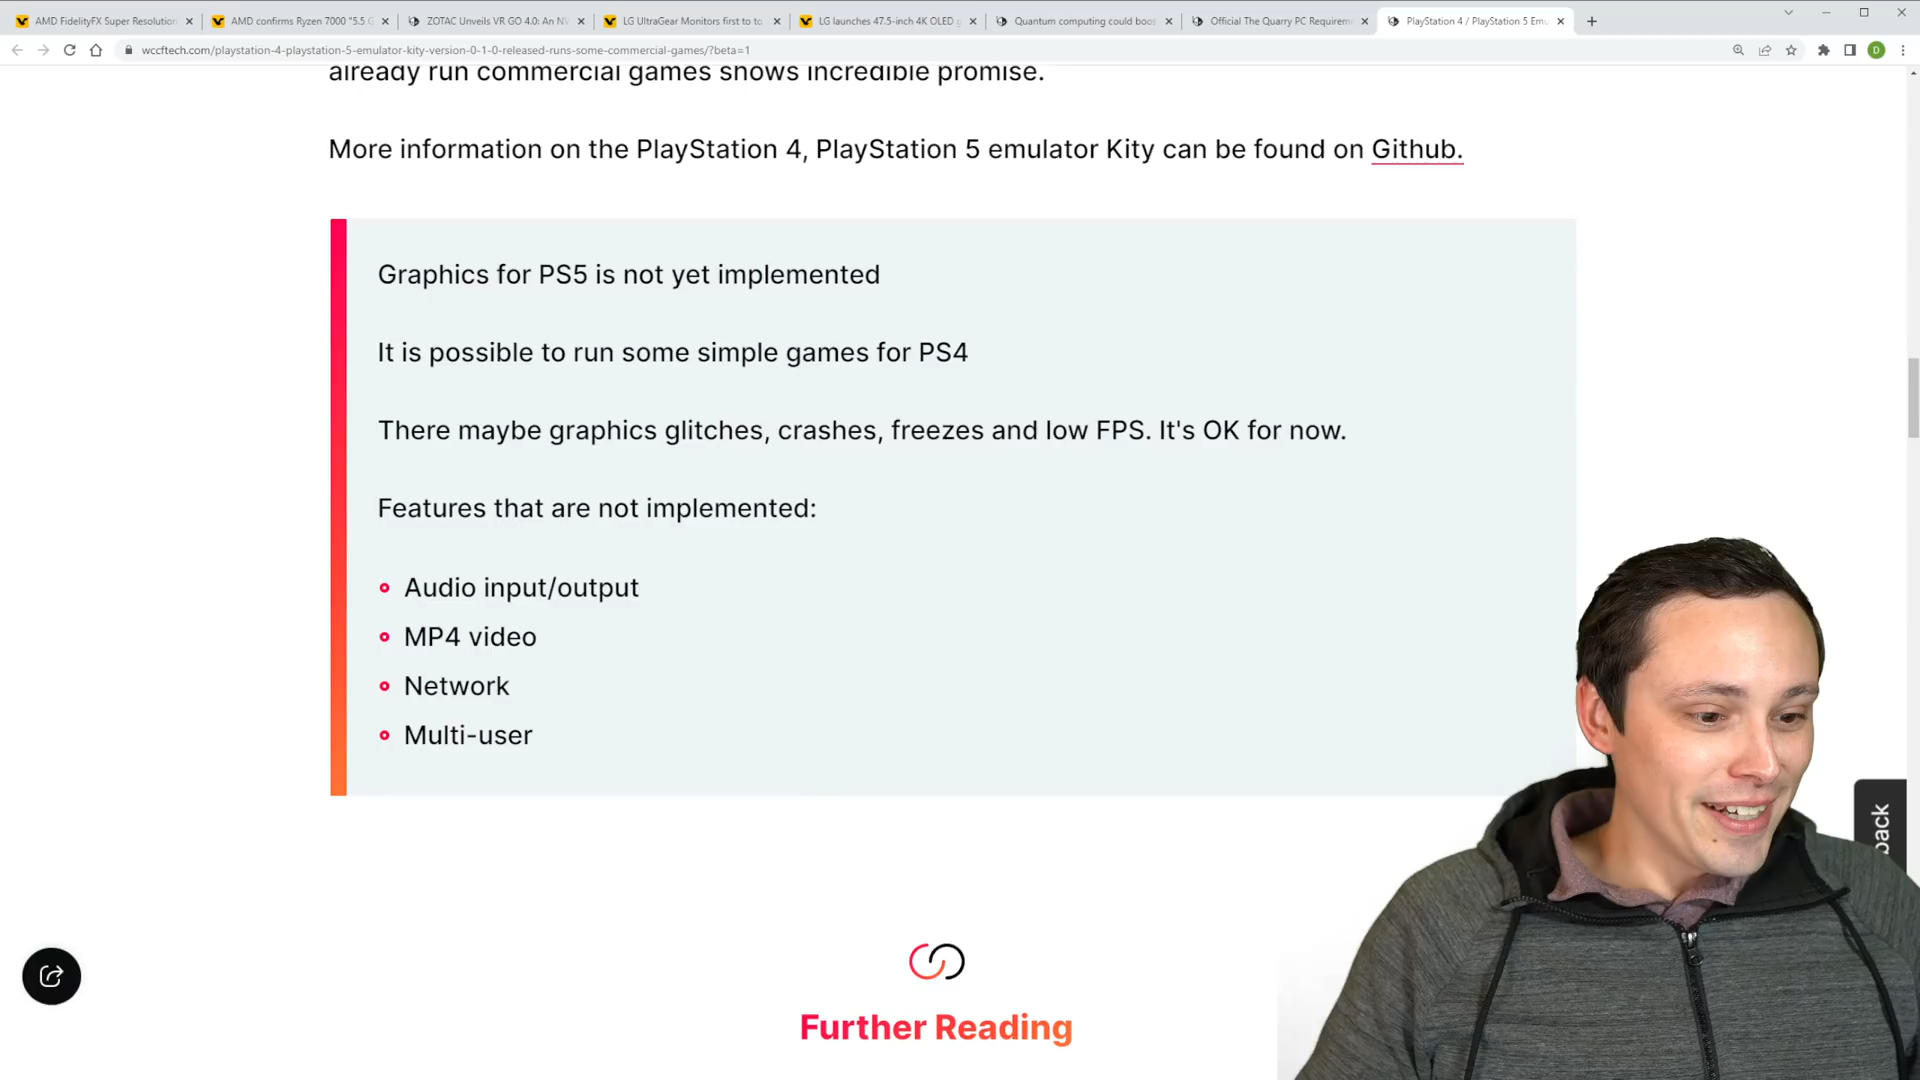 AMD FidelityFX Super Resolution
AMD confirms Ryzen 7000 "5.5 G
ZOTAC Unveils VR GO 4.0: An NV
LG UltraGear Monitors first to to
LG launches 47.5-inch 4K OLED g
Quantum computing could boos
Official The Quarry PC Requirem
PlayStation 4 / PlayStation 5 Emu
wccftech.com/playstation-4-playstation-5-emulator-kity-version-0-1-0-released-runs-some-commercial-games/?beta=1
D
already run commercial games shows incredible promise.
More information on the PlayStation 4, PlayStation 5 emulator Kity can be found on Github.
Graphics for PS5 is not yet implemented
It is possible to run some simple games for PS4
There maybe graphics glitches, crashes, freezes and low FPS. It's OK for now.
Features that are not implemented:
Audio input/output
MP4 video
Network
Multi-user
back
Further Reading